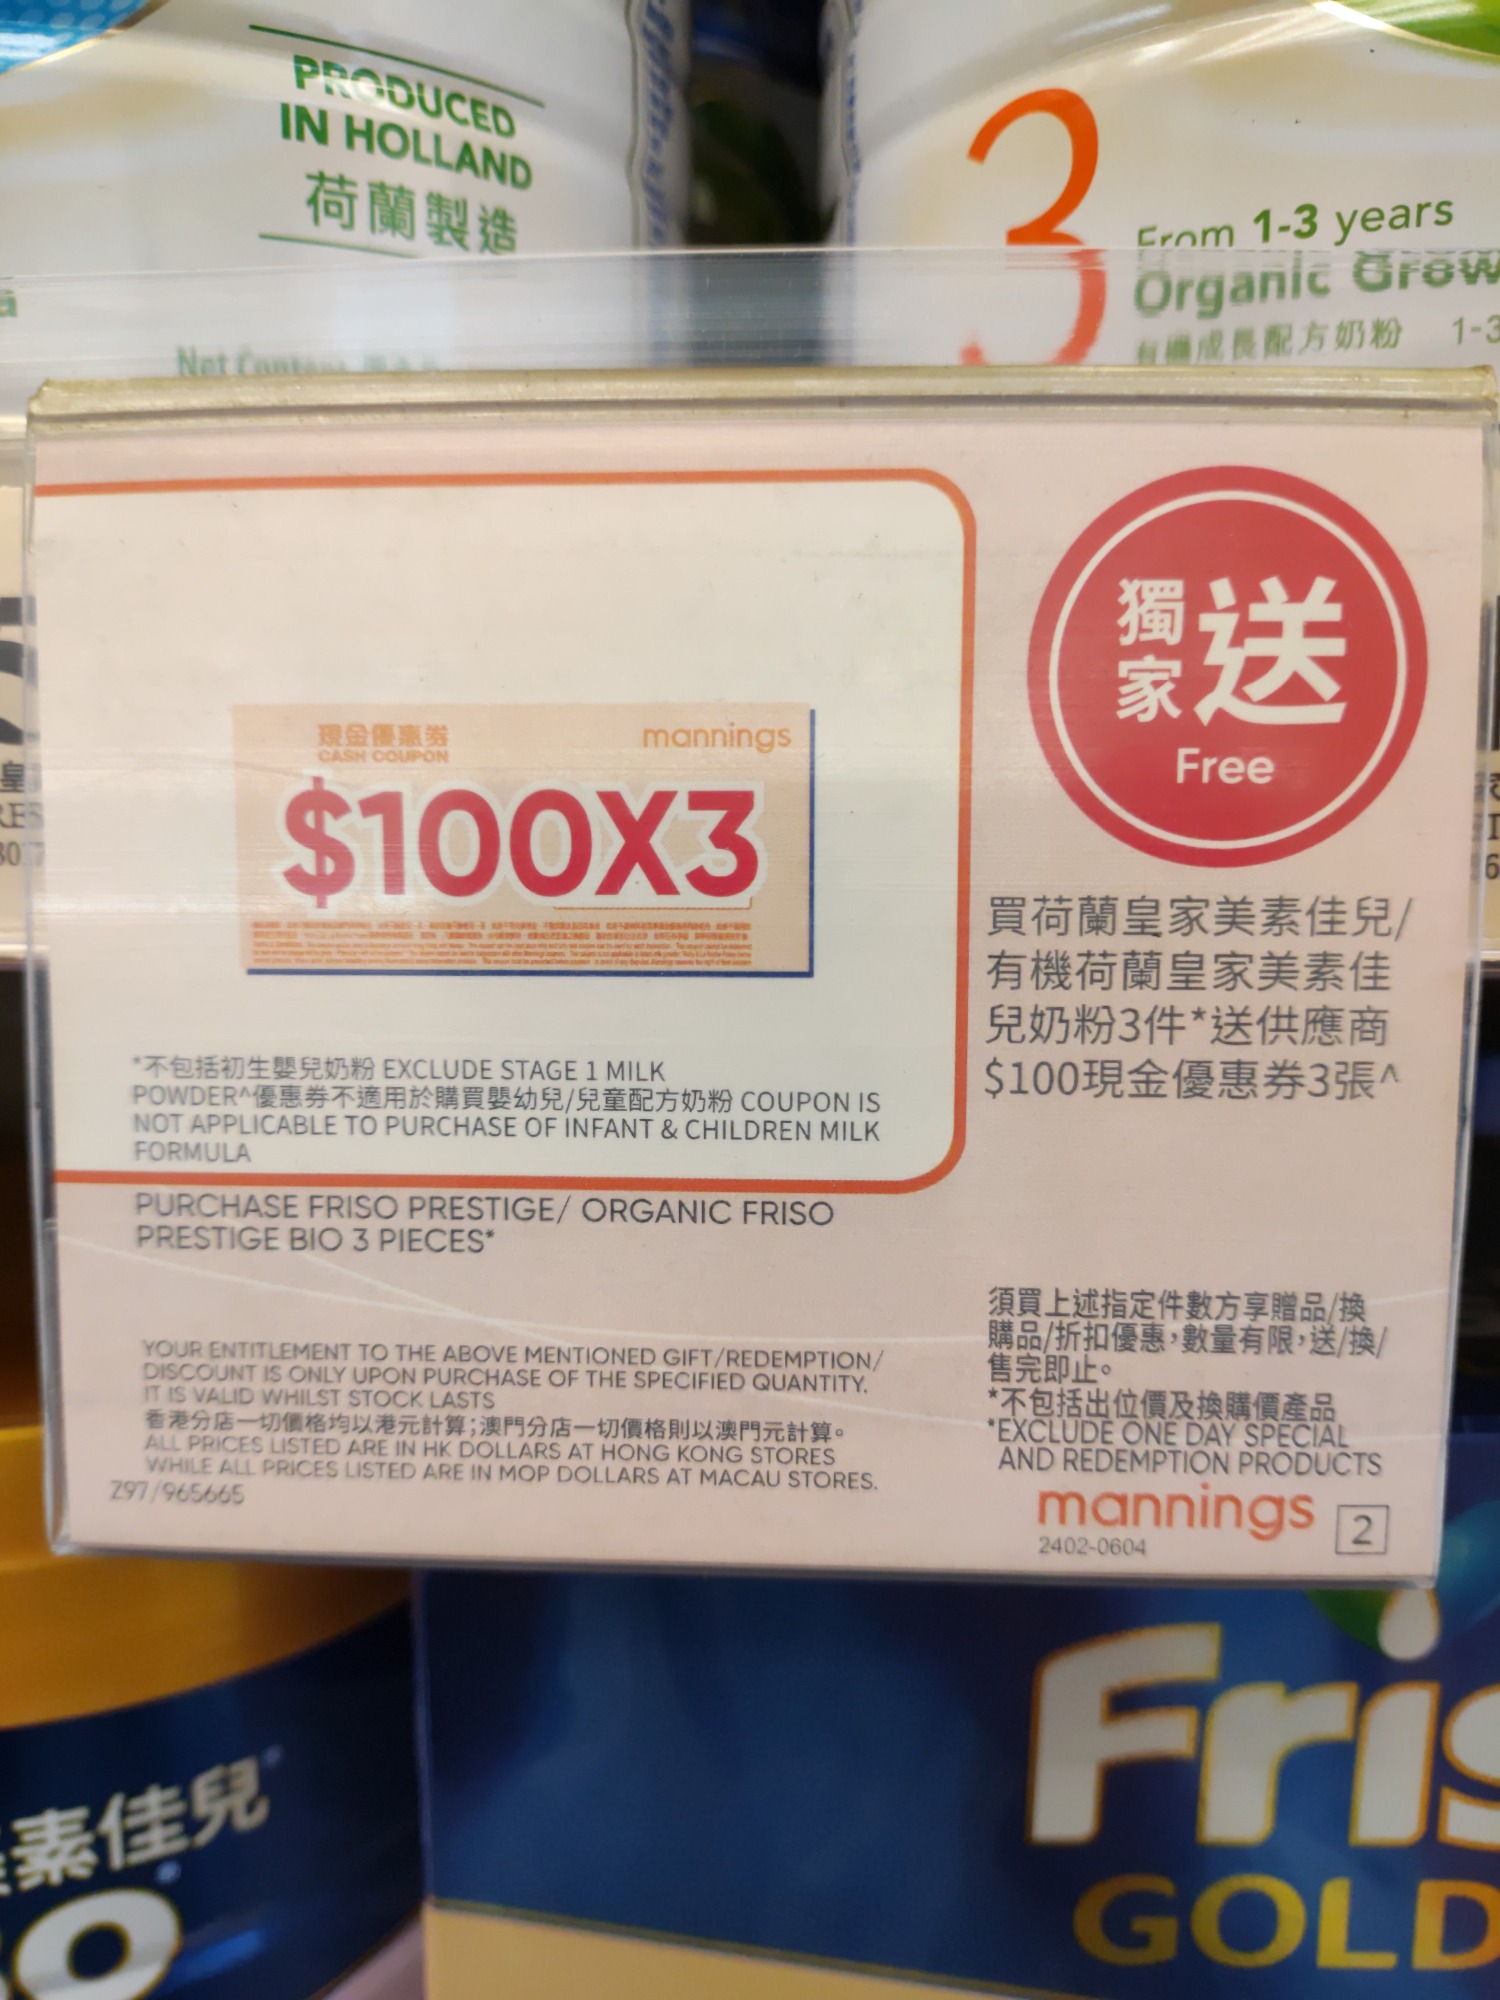 PRODUCED
IN HOLLAND
荷蘭製造
3
From 1-3 years
Organic
有機成長配方奶粉 1-3
獨家 送
Free
現金優惠券
CASH COUPON
mannings
$100X3
買荷蘭皇家美素佳兒/
有機荷蘭皇家美素佳
兒奶粉3件*送供應商
$100現金優惠券3張^
*不包括初生嬰兒奶粉 EXCLUDE STAGE 1 MILK
POWDER^優惠券不適用於購買嬰幼兒/兒童配方奶粉 COUPON IS
NOT APPLICABLE TO PURCHASE OF INFANT & CHILDREN MILK
FORMULA
PURCHASE FRISO PRESTIGE/ ORGANIC FRISO
PRESTIGE BIO 3 PIECES*
須買上述指定件數方享贈品/換
購品/折扣優惠,數量有限,送/換/
售完即止。
*不包括出位價及換購價產品
*EXCLUDE ONE DAY SPECIAL
AND REDEMPTION PRODUCTS
YOUR ENTITLEMENT TO THE ABOVE MENTIONED GIFT/REDEMPTION/
DISCOUNT IS ONLY UPON PURCHASE OF THE SPECIFIED QUANTITY.
IT IS VALID WHILST STOCK LASTS
香港分店一切價格均以港元計算;澳門分店一切價格則以澳門元計算。
ALL PRICES LISTED ARE IN HK DOLLARS AT HONG KONG STORES
WHILE ALL PRICES LISTED ARE IN MOP DOLLARS AT MACAU STORES.
Z97/965665
mannings 2
2402-0604
素佳兒
Fris
GOLD